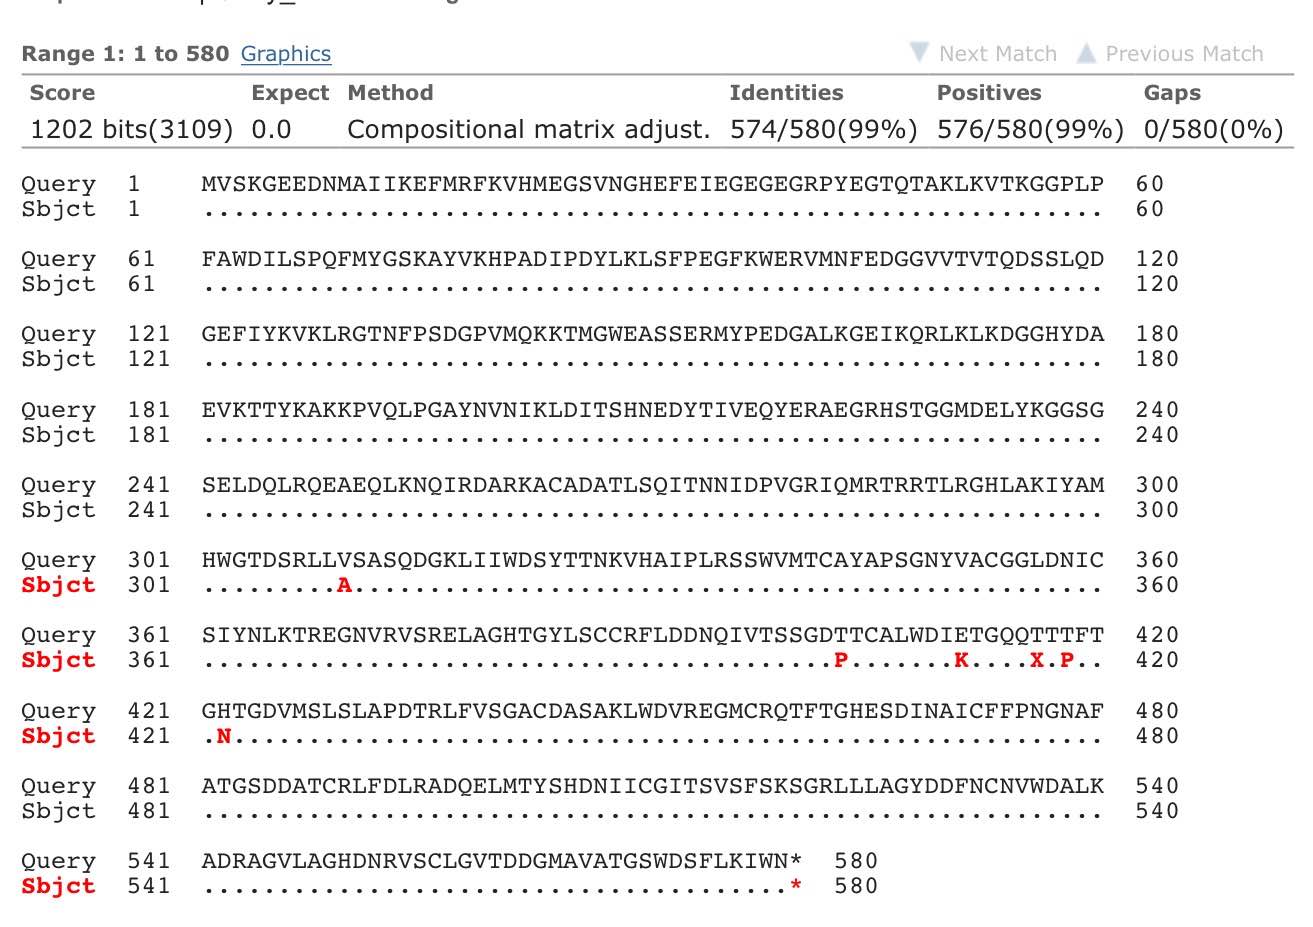 Range 1: 1 to 580 Graphics ▼ Next Match ▲ Previous Match
Score Expect Method Identities Positives Gaps
1202 bits(3109) 0.0 Compositional matrix adjust. 574/580(99%) 576/580(99%) 0/580(0%)
Query 1 MVSKGEEDNMAIIKEFMRFKVHMEGSVNGHEFEIEGEGEGRPYEGTQTAKLKVTKGGPLP 60
Sbjct 1 ............................................................ 60
Query 61 FAWDILSPQFMYGSKAYVKHPADIPDYLKLSFPEGFKWERVMNFEDGGVVTVTQDSSLQD 120
Sbjct 61 ............................................................ 120
Query 121 GEFIYKVKLRGTNFPSDGPVMQKKTMGWEASSERMYPEDGALKGEIKQRLKLKDGGHYDA 180
Sbjct 121 ............................................................ 180
Query 181 EVKTTYKAKKPVQLPGAYNVNIKLDITSHNEDYTIVEQYERAEGRHSTGGMDELYKGGSG 240
Sbjct 181 ............................................................ 240
Query 241 SELDQLRQEAEQLKNQIRDARKACADATLSQITNNIDPVGRIQMRTRRTLRGHLAKIYAM 300
Sbjct 241 ............................................................ 300
Query 301 HWGTDSRLLVSASQDGKLIIWDSYTTNKVHAIPLRSSWVMTCAYAPSGNYVACGGLDNIC 360
Sbjct 301 .........A.................................................. 360
Query 361 SIYNLKTREGNVRVSRELAGHTGYLSCCRFLDDNQIVTSSGDTTCALWDIETGQQTTTFT 420
Sbjct 361 ..........................................P.......K....X.P.. 420
Query 421 GHTGDVMSLSLAPDTRLFVSGACDASAKLWDVREGMCRQTFTGHESDINAICFFPNGNAF 480
Sbjct 421 .N.......................................................... 480
Query 481 ATGSDDATCRLFDLRADQELMTYSHDNIICGITSVSFSKSGRLLLAGYDDFNCNVWDALK 540
Sbjct 481 ............................................................ 540
Query 541 ADRAGVLAGHDNRVSCLGVTDDGMAVATGSWDSFLKIWN* 580
Sbjct 541 .......................................* 580